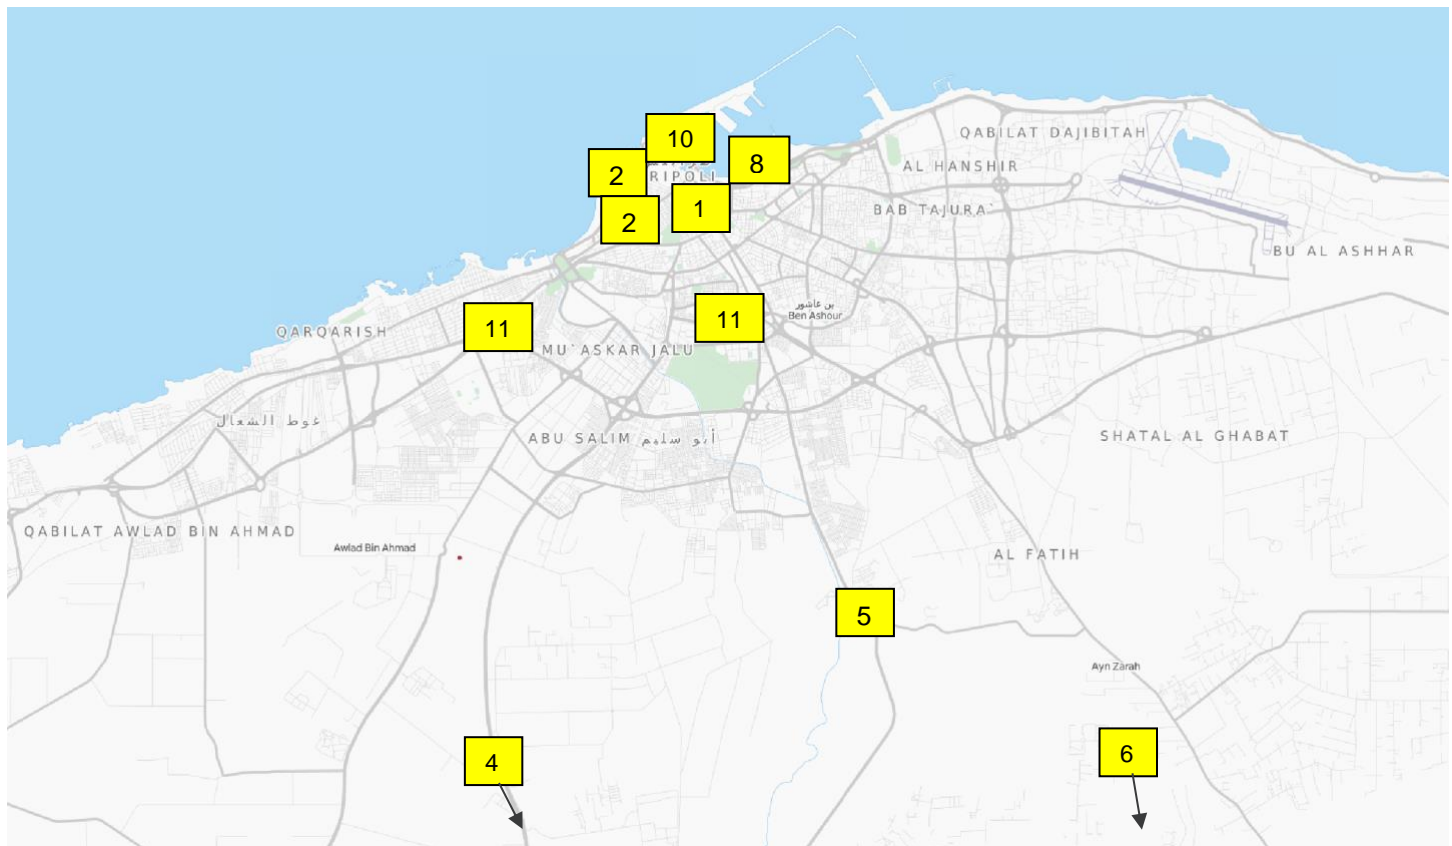 10
QABILAT DAJIBITAH
8
AL HANSHIR
2
RIPOLI
1
BAB TAJURA`
2
BU AL ASHHAR
11
بن عاشور
Ben Ashour
11
QARQARISH
MU`ASKAR JALU
غوط الشعال
ABU SALIM أبو سليم
SHATAL AL GHABAT
QABILAT AWLAD BIN AHMAD
Awlad Bin Ahmad
AL FATIH
5
Ayn Zarah
4
6